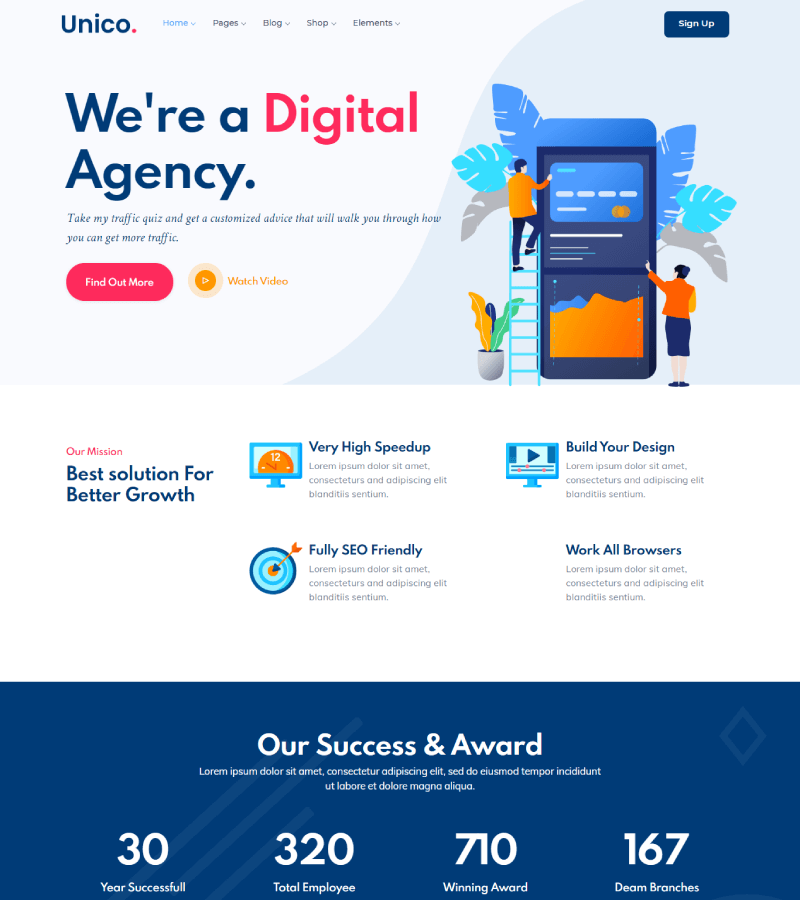 Unico.
Home
Pages
Blog
Shop
Elements
Sign Up
We're a Digital
Agency.
Take my traffic quiz and get a customized advice that will walk you through how
you can get more traffic.
Find Out More
Watch Video
Our Mission
Best solution For
Better Growth
12
Very High Speedup
Lorem ipsum dolor sit amet,
consecteturs and adipiscing elit
blanditiis sentium.
Build Your Design
Lorem ipsum dolor sit amet,
consecteturs and adipiscing elit
blanditiis sentium.
Fully SEO Friendly
Lorem ipsum dolor sit amet,
consecteturs and adipiscing elit
blanditiis sentium.
Work All Browsers
Lorem ipsum dolor sit amet,
consecteturs and adipiscing elit
blanditiis sentium.
Our Success & Award
Lorem ipsum dolor sit amet, consectetur adipiscing elit, sed do eiusmod tempor incididunt
ut labore et dolore magna aliqua.
30
Year Successfull
320
Total Employee
710
Winning Award
167
Deam Branches